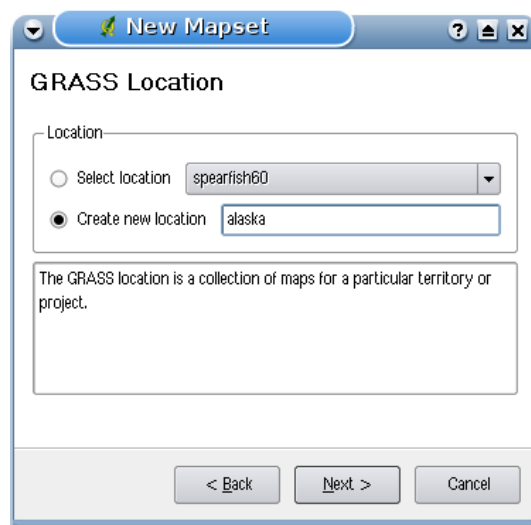 New Mapset
GRASS Location
Location
Select location spearfish60
Create new location alaska
The GRASS location is a collection of maps for a particular territory or
project.
< Back Next > Cancel